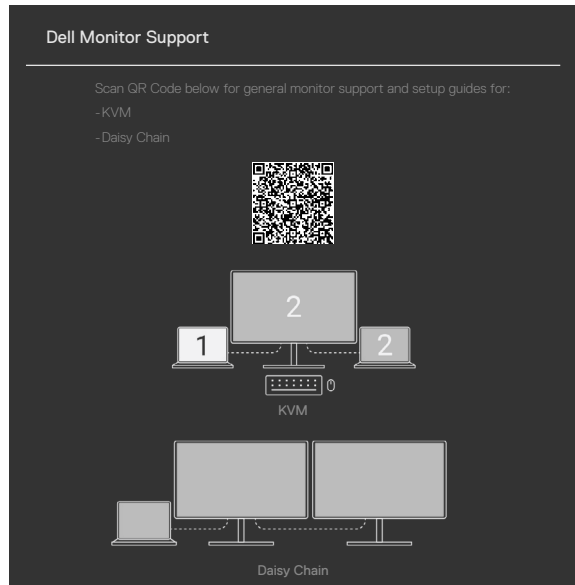 Dell Monitor Support
Scan QR Code below for general monitor support and setup guides for:
-KVM
-Daisy Chain
2
1
2
KVM
Daisy Chain